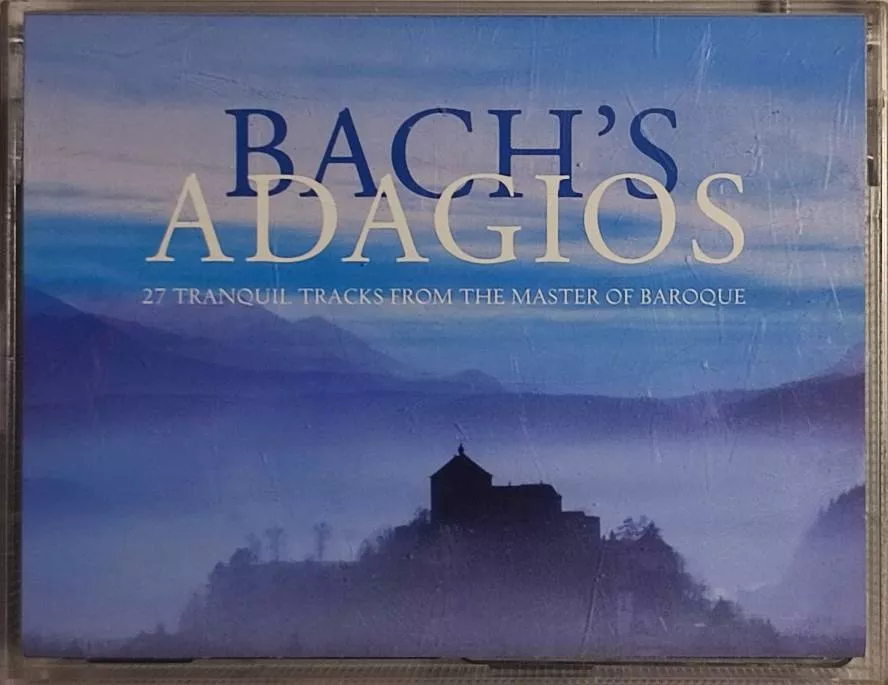 BACH'S
ADAGIOS
27 TRANQUIL TRACKS FROM THE MASTER OF BAROQUE